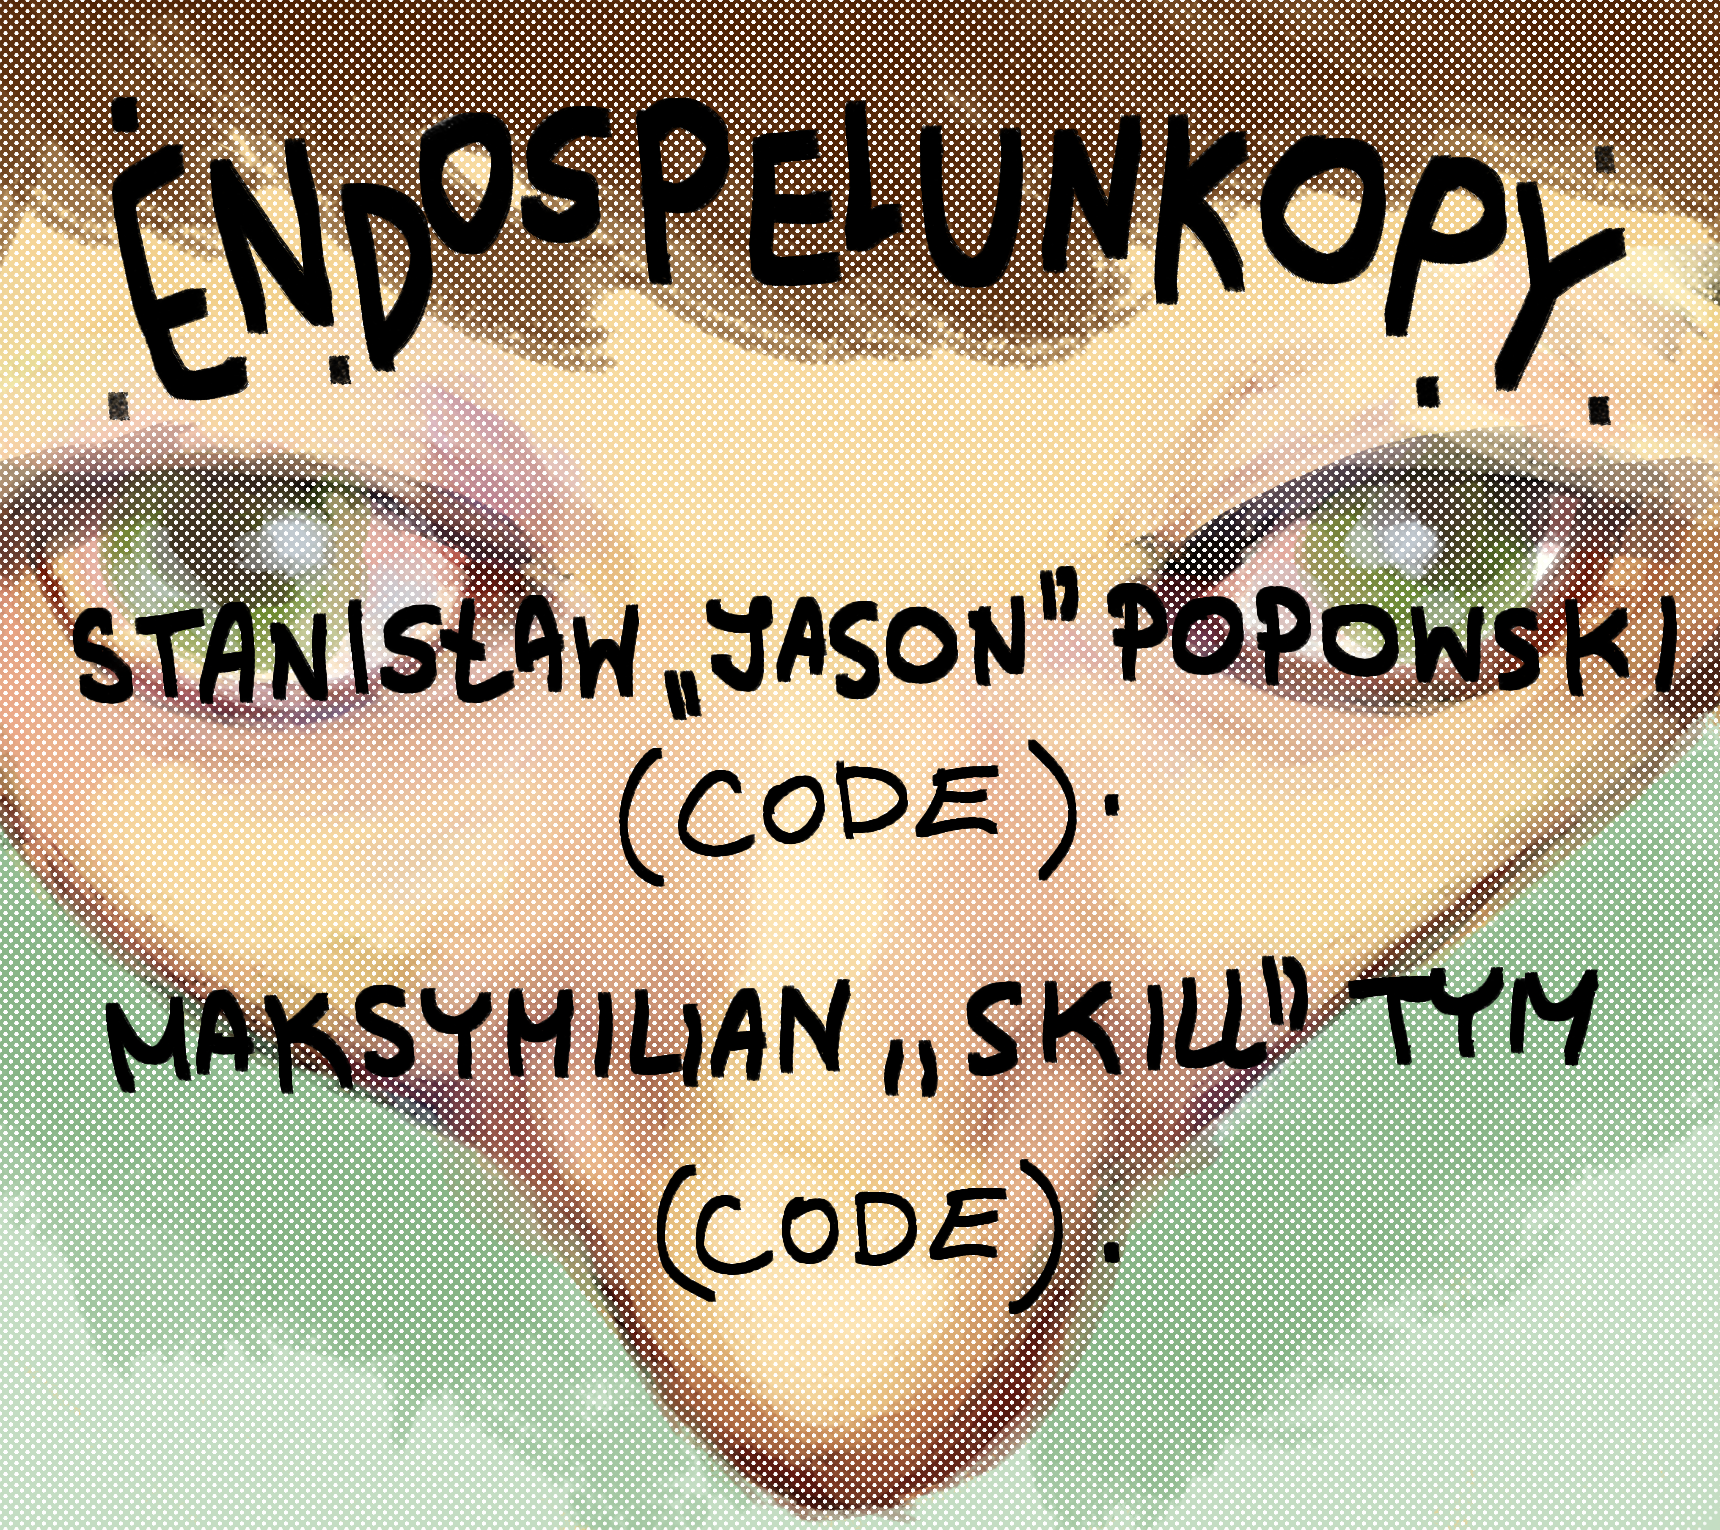 ENDOSPELUNKOPY
STANISŁAW „JASON” POPOWSKI
(CODE).
MAKSYMILIAN „SKILL” TYM
(CODE).